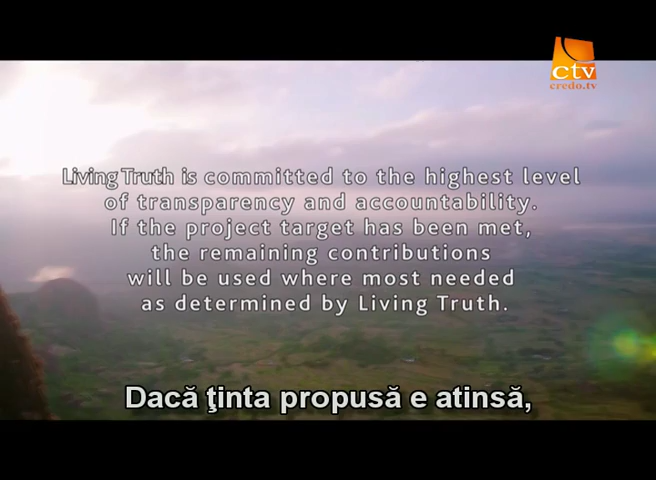 ctv
credo.tv
Living Truth is committed to the highest level
of transparency and accountability.
If the project target has been met,
the remaining contributions
will be used where most needed
as determined by Living Truth.
Dacă ţinta propusă e atinsă,